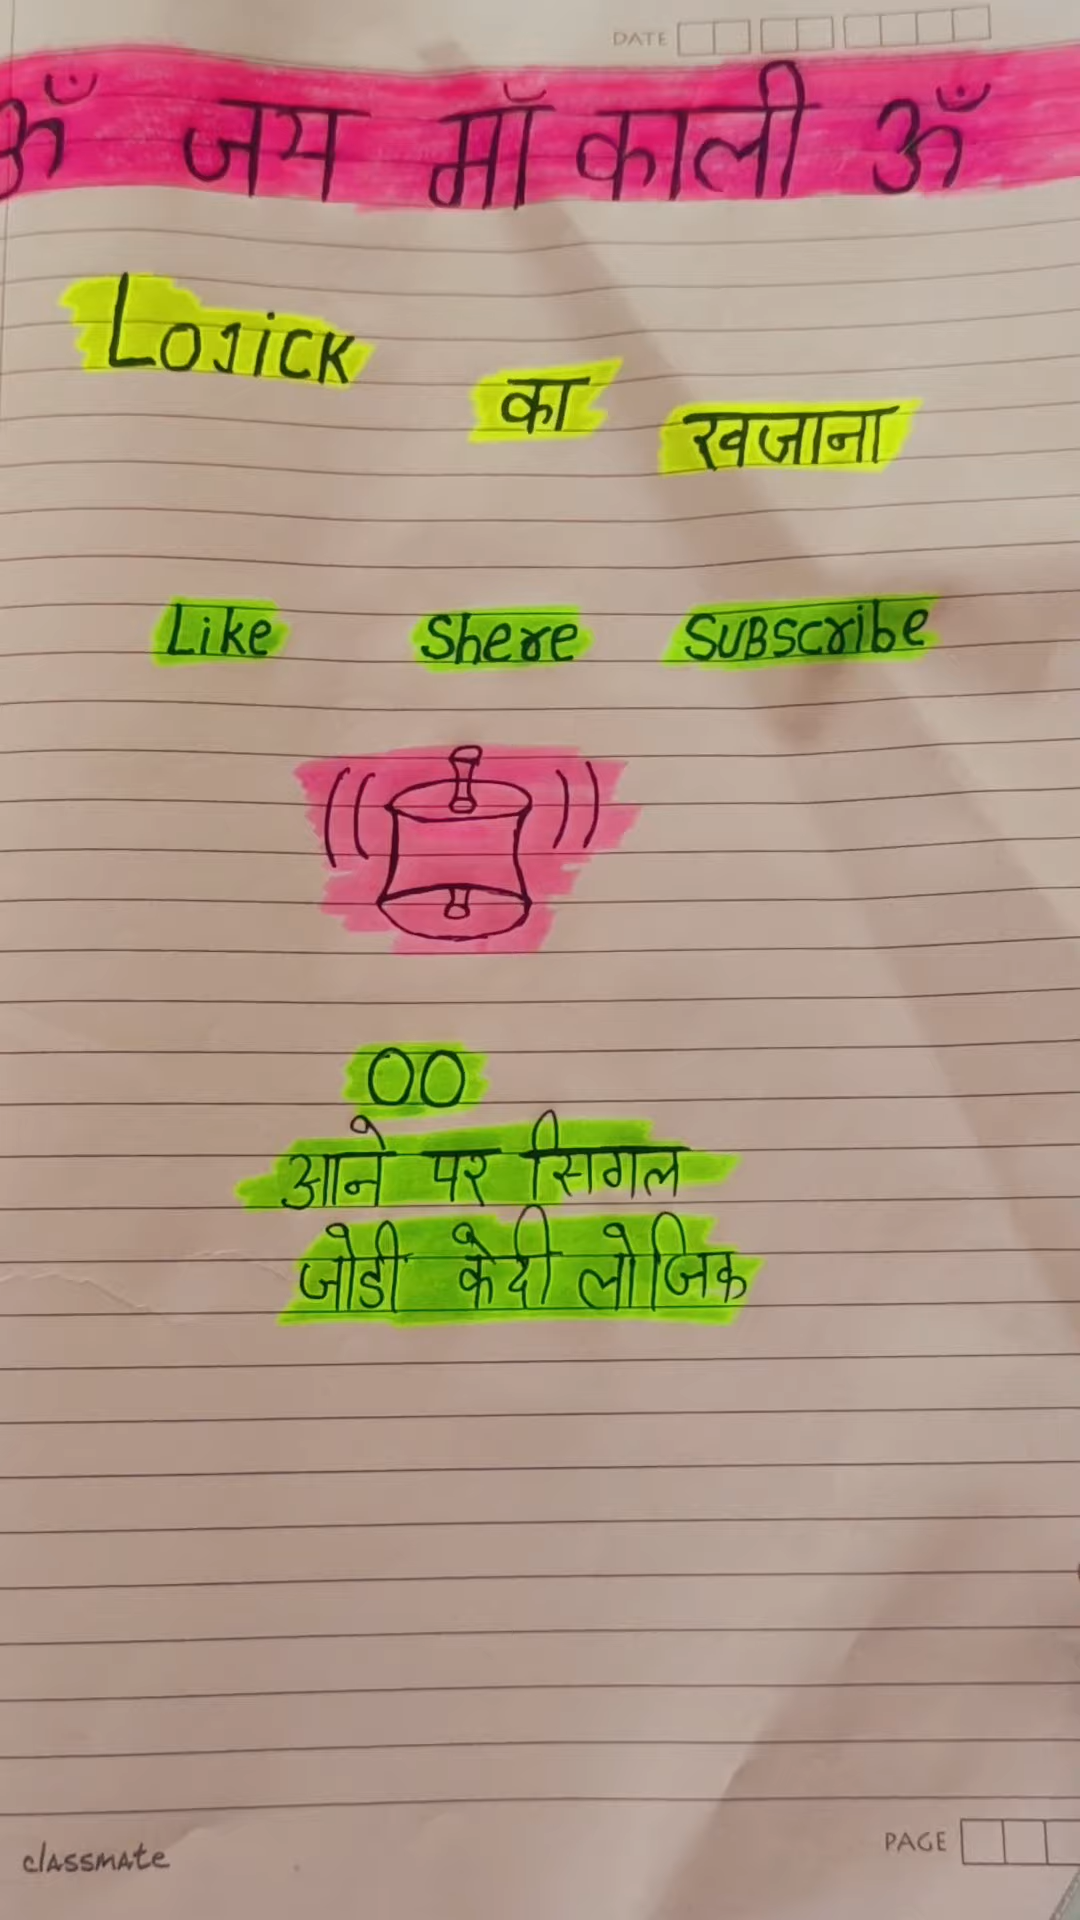 DATE
ॐ जय माँ काली ॐ
Lojick का खजाना
Like Shere SUBScribe
00
आने पर सिगल
जोडी केदी लोजिक
classmate
PAGE